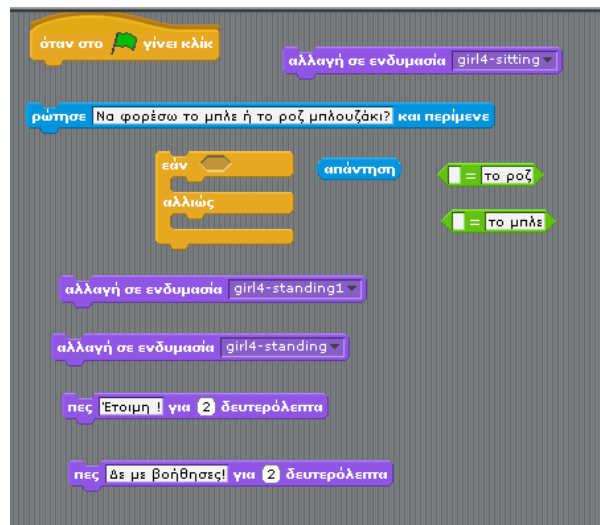 όταν στο γίνει κλικ
αλλαγή σε ενδυμασία girl4-sitting
ρώτησε Να φορέσω το μπλε ή το ροζ μπλουζάκι? και περίμενε
εάν
απάντηση
= το ροζ
αλλιώς
= το μπλε
αλλαγή σε ενδυμασία girl4-standing1
αλλαγή σε ενδυμασία girl4-standing
πες Έτοιμη ! για 2 δευτερόλεπτα
πες Δε με βοήθησες! για 2 δευτερόλεπτα